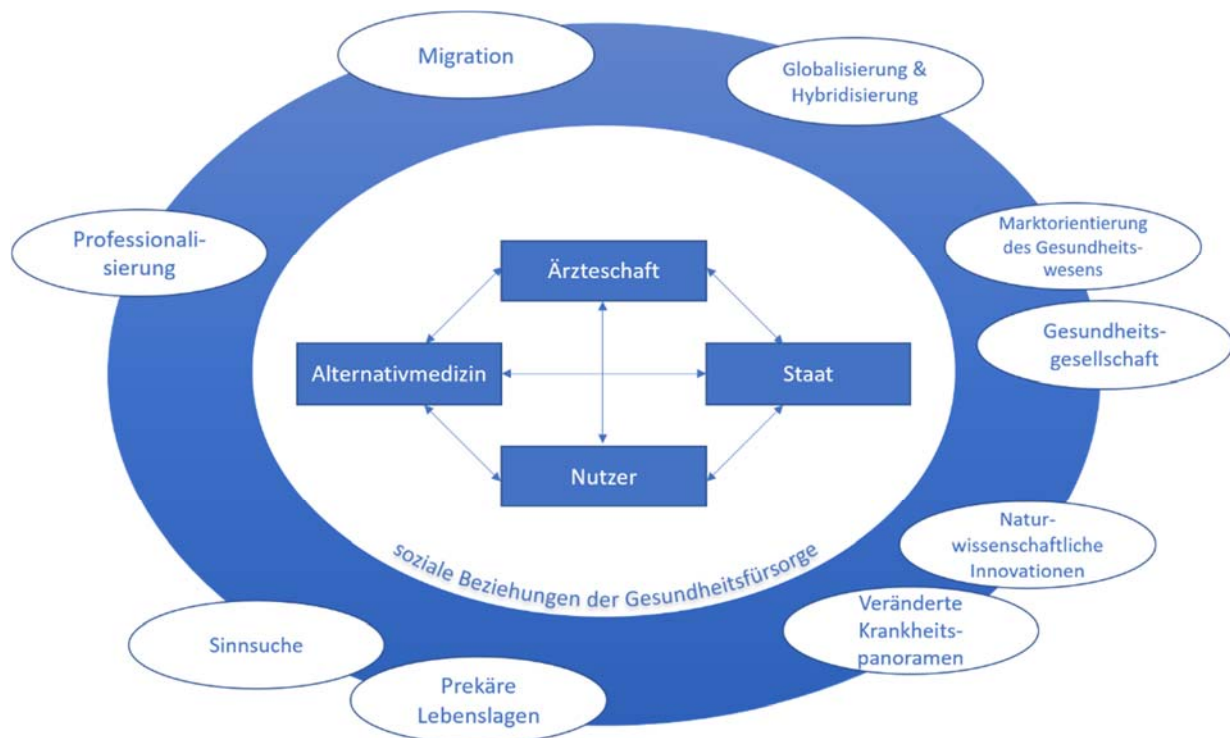 Migration
Globalisierung &
Hybridisierung
Professionali-
sierung
Marktorientierung
des Gesundheits-
wesens
Gesundheits-
gesellschaft
Ärzteschaft
Alternativmedizin
Staat
Nutzer
soziale Beziehungen der Gesundheitsfürsorge
Natur-
wissenschaftliche
Innovationen
Veränderte
Krankheits-
panoramen
Sinnsuche
Prekäre
Lebenslagen